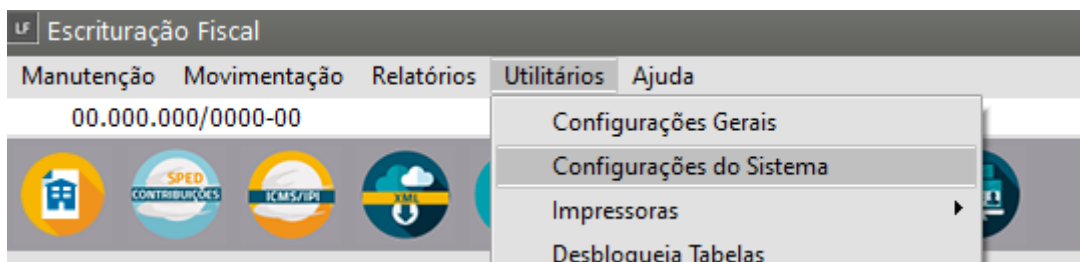 LF Escrituração Fiscal
Manutenção Movimentação Relatórios Utilitários Ajuda
00.000.000/0000-00
Configurações Gerais
Configurações do Sistema
SPED
CONTRIBUIÇÕES
ICMS/IPI
XML
Impressoras
Desbloqueia Tabelas